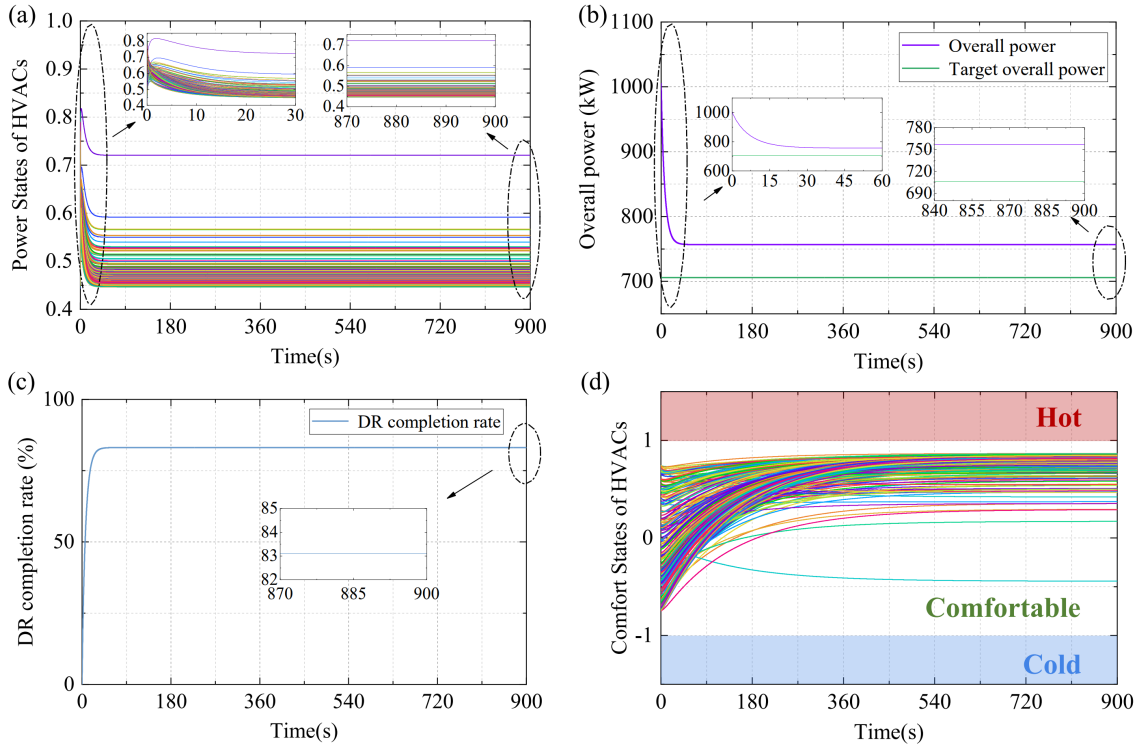 (a)
1.0
0.9
0.8
0.7
0.6
0.5
0.4
Power States of HVACs
0.8
0.7
0.6
0.5
0.4
0 10 20 30
0.7
0.6
0.5
0.4
870 880 890 900
0 180 360 540 720 900
Time(s)
(b)
1100
1000
900
800
700
Overall power (kW)
Overall power
Target overall power
1000
800
600
0 15 30 45 60
780
750
720
690
840 855 870 885 900
0 180 360 540 720 900
Time(s)
(c)
100
50
0
DR completion rate (%)
DR completion rate
85
84
83
82
870 885 900
0 180 360 540 720 900
Time(s)
(d)
1
0
-1
Comfort States of HVACs
Hot
Comfortable
Cold
0 180 360 540 720 900
Time(s)